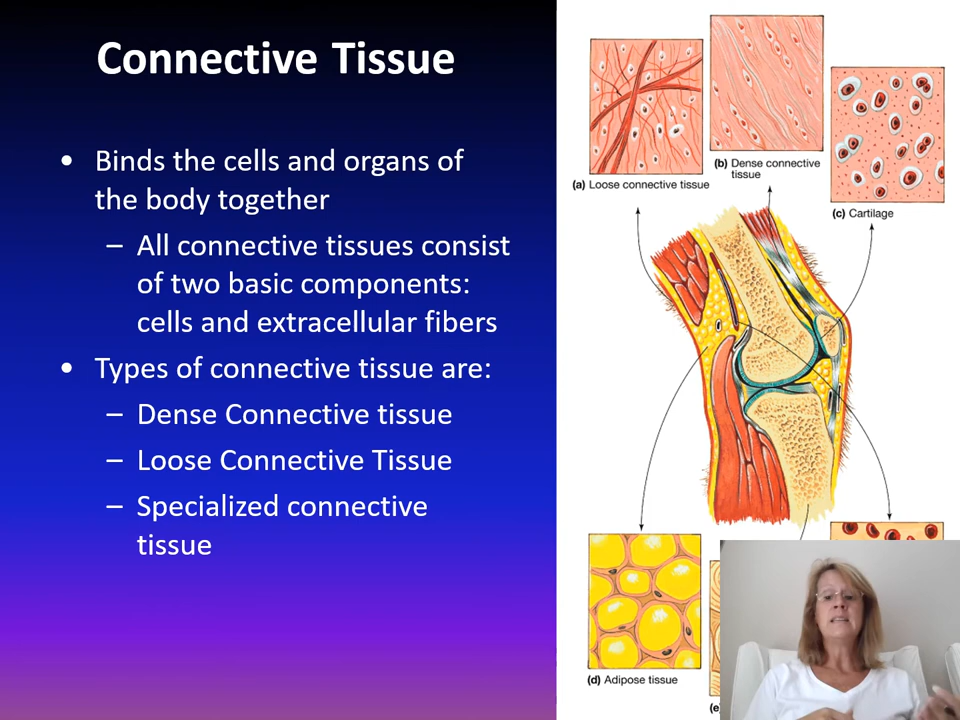 Connective Tissue
• Binds the cells and organs of
the body together
– All connective tissues consist
of two basic components:
cells and extracellular fibers
• Types of connective tissue are:
– Dense Connective tissue
– Loose Connective Tissue
– Specialized connective
tissue
(a) Loose connective tissue
(b) Dense connective
tissue
(c) Cartilage
(d) Adipose tissue
(e)